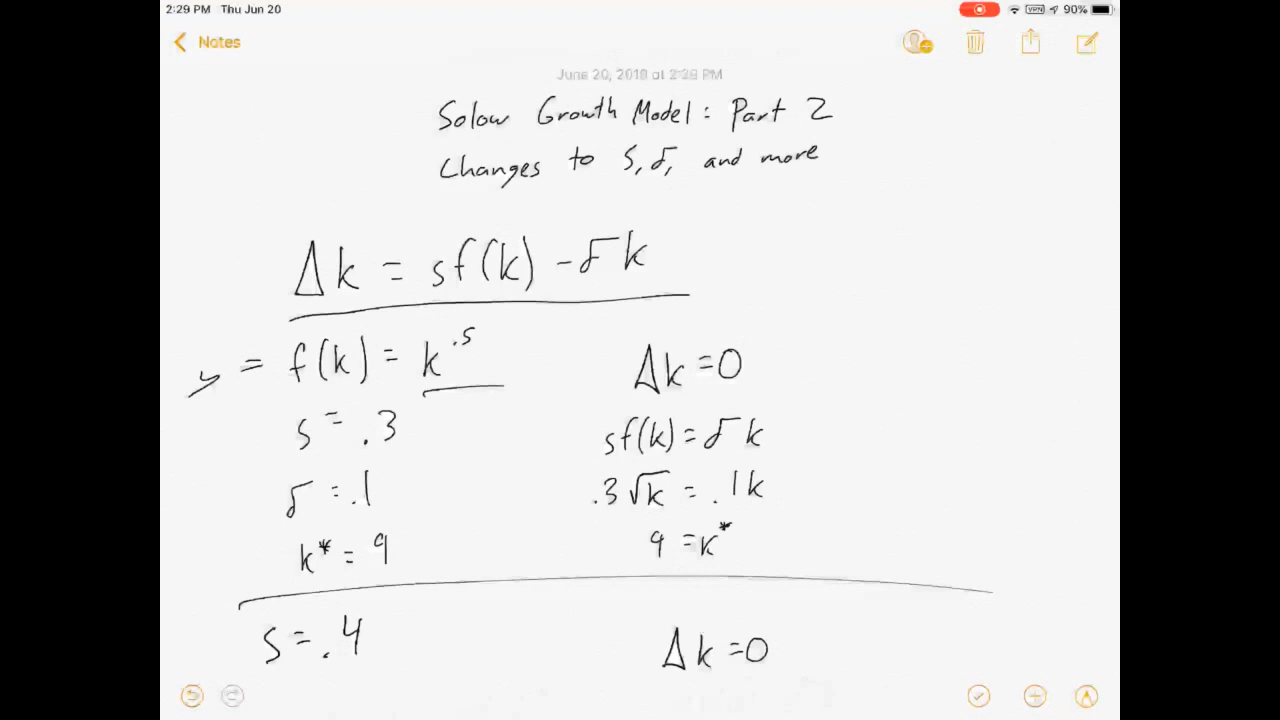 2:29 PM Thu Jun 20 VPN 90%
Notes
June 20, 2019 at 2:28 PM
Solow Growth Model: Part 2
Changes to s, δ, and more
Δk = sf(k) - δk
y = f(k) = k^.5
s = .3
δ = .1
k* = 9
Δk = 0
sf(k) = δk
.3 √k = .1k
9 = k*
s = .4
Δk = 0